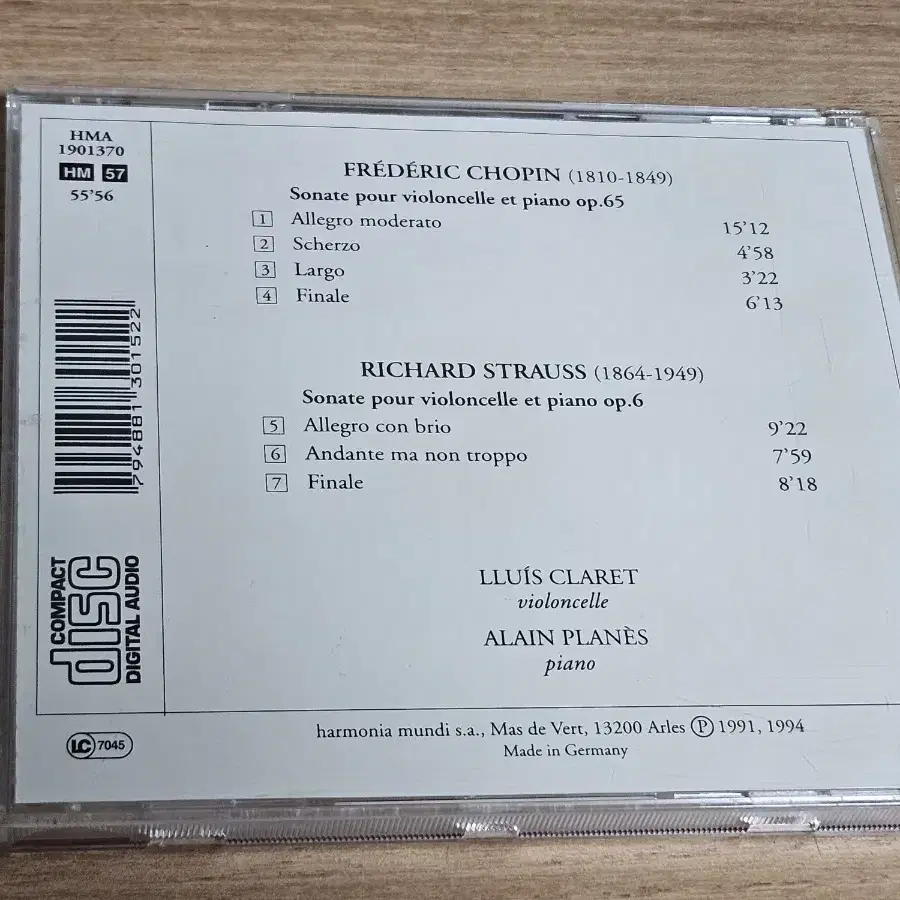 HMA
1901370
HM 57
55'56
FRÉDÉRIC CHOPIN (1810-1849)
Sonate pour violoncelle et piano op.65
1 Allegro moderato 15'12
2 Scherzo 4'58
3 Largo 3'22
4 Finale 6'13
RICHARD STRAUSS (1864-1949)
Sonate pour violoncelle et piano op.6
5 Allegro con brio 9'22
6 Andante ma non troppo 7'59
7 Finale 8'18
LLUÍS CLARET
violoncelle
ALAIN PLANÈS
piano
7 94881 30152 2
COMPACT
disc
DIGITAL AUDIO
LC 7045
harmonia mundi s.a., Mas de Vert, 13200 Arles Ⓟ 1991, 1994
Made in Germany